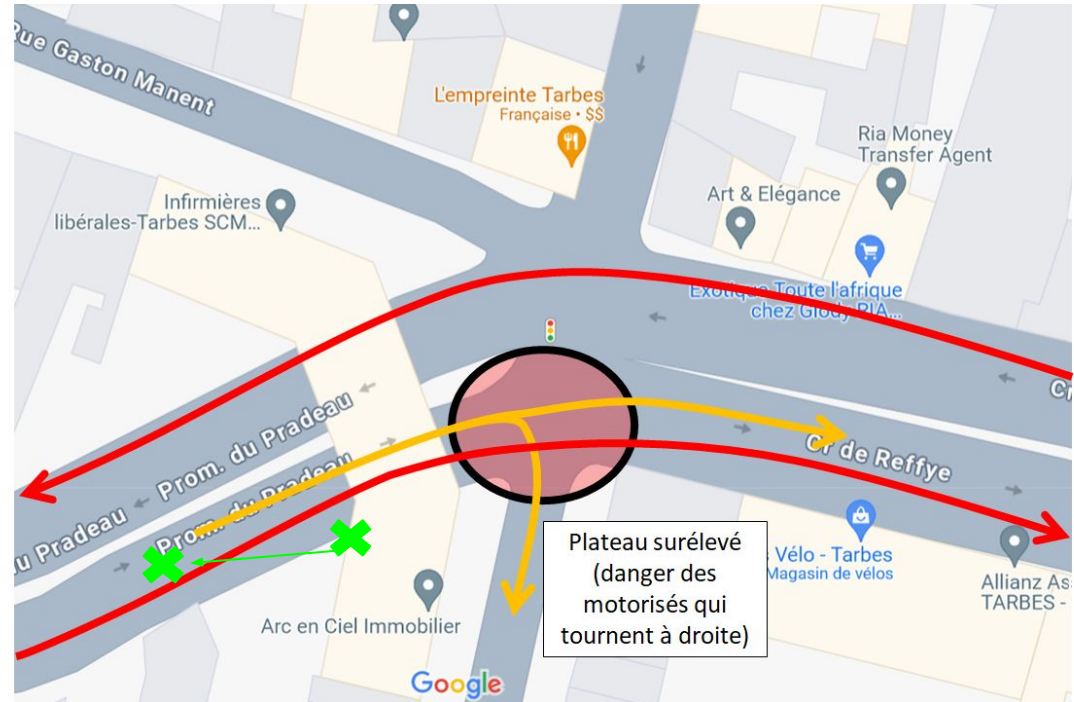 Rue Gaston Manent
L'empreinte Tarbes
Française • $$
Ria Money
Transfer Agent
Art & Elégance
Infirmières
libérales-Tarbes SCM...
Exotique Toute l'afrique
chez Glody RIA...
Cr
Prom. du Pradeau
Prom. du Pradeau
du Pradeau
Cr de Reffye
Plateau surélevé
(danger des
motorisés qui
tournent à droite)
s Vélo - Tarbes
Magasin de vélos
Allianz Ass
TARBES -
Arc en Ciel Immobilier
Google